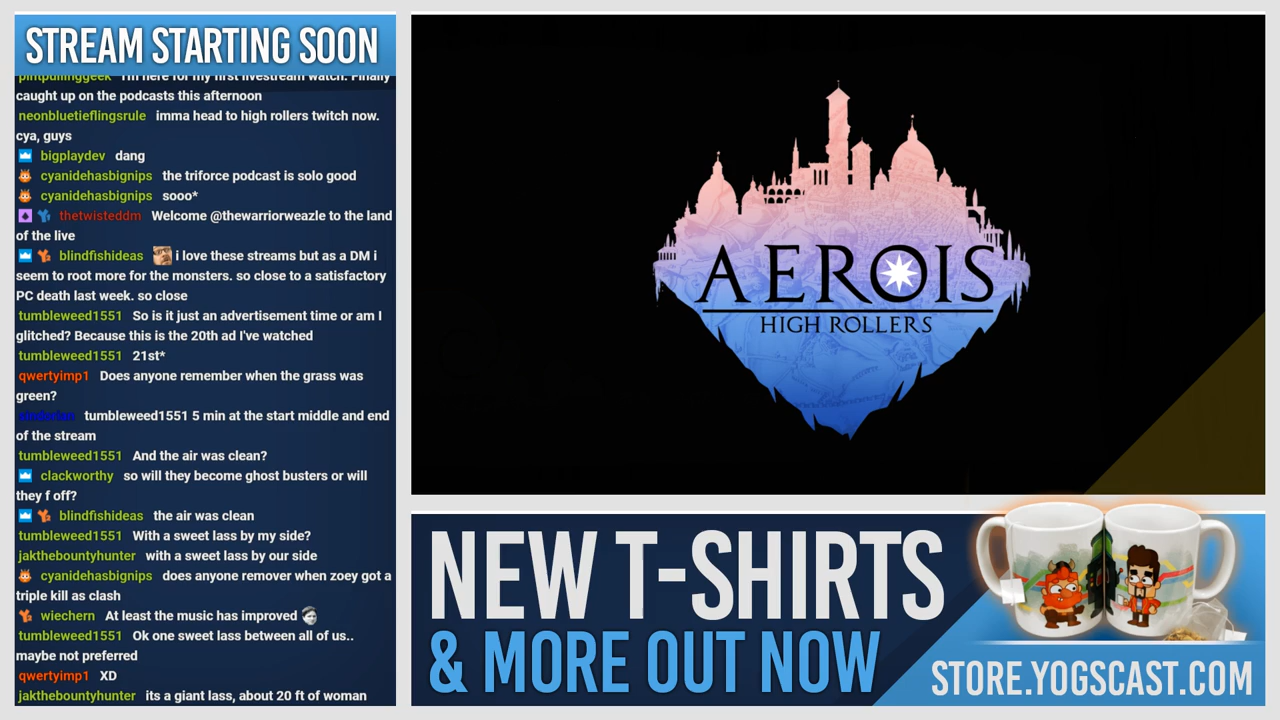 STREAM STARTING SOON
pintpullinggeek I'm here for my first livestream watch. Finally
caught up on the podcasts this afternoon
neonbluetieflingsrule imma head to high rollers twitch now.
cya, guys
bigplaydev dang
cyanidehasbignips the triforce podcast is solo good
cyanidehasbignips sooo*
thetwisteddm Welcome @thewarriorweazle to the land
of the live
blindfishideas i love these streams but as a DM i
seem to root more for the monsters. so close to a satisfactory
PC death last week. so close
tumbleweed1551 So is it just an advertisement time or am I
glitched? Because this is the 20th ad I've watched
tumbleweed1551 21st*
qwertyimp1 Does anyone remember when the grass was
green?
tumbleweed1551 5 min at the start middle and end
of the stream
tumbleweed1551 And the air was clean?
clackworthy so will they become ghost busters or will
they f off?
blindfishideas the air was clean
tumbleweed1551 With a sweet lass by my side?
jakthebountyhunter with a sweet lass by our side
cyanidehasbignips does anyone remover when zoey got a
triple kill as clash
wiechern At least the music has improved
tumbleweed1551 Ok one sweet lass between all of us..
maybe not preferred
qwertyimp1 XD
jakthebountyhunter its a giant lass, about 20 ft of woman
AEROIS
HIGH ROLLERS
NEW T-SHIRTS
& MORE OUT NOW
STORE.YOGSCAST.COM